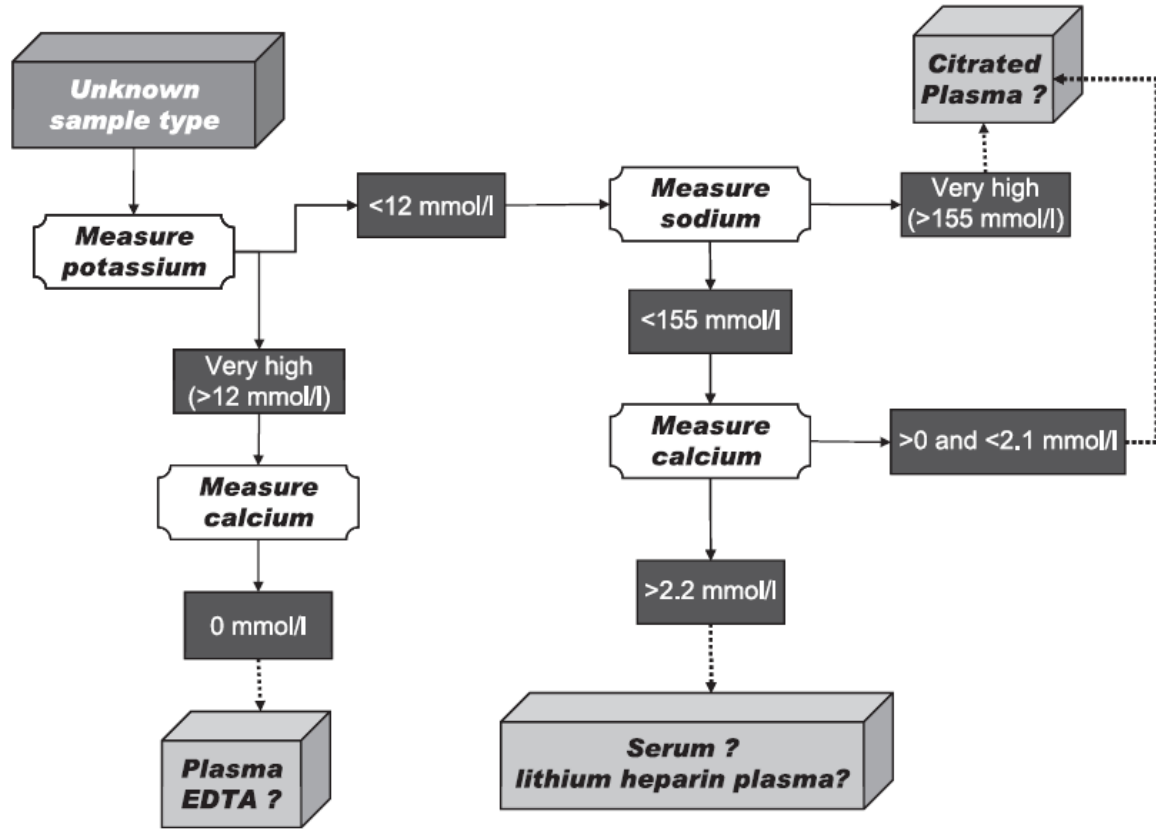 Unknown
sample type
Measure
potassium
<12 mmol/l
Measure
sodium
Very high
(>155 mmol/l)
Citrated
Plasma ?
<155 mmol/l
Very high
(>12 mmol/l)
Measure
calcium
>0 and <2.1 mmol/l
Measure
calcium
>2.2 mmol/l
0 mmol/l
Plasma
EDTA ?
Serum ?
lithium heparin plasma?